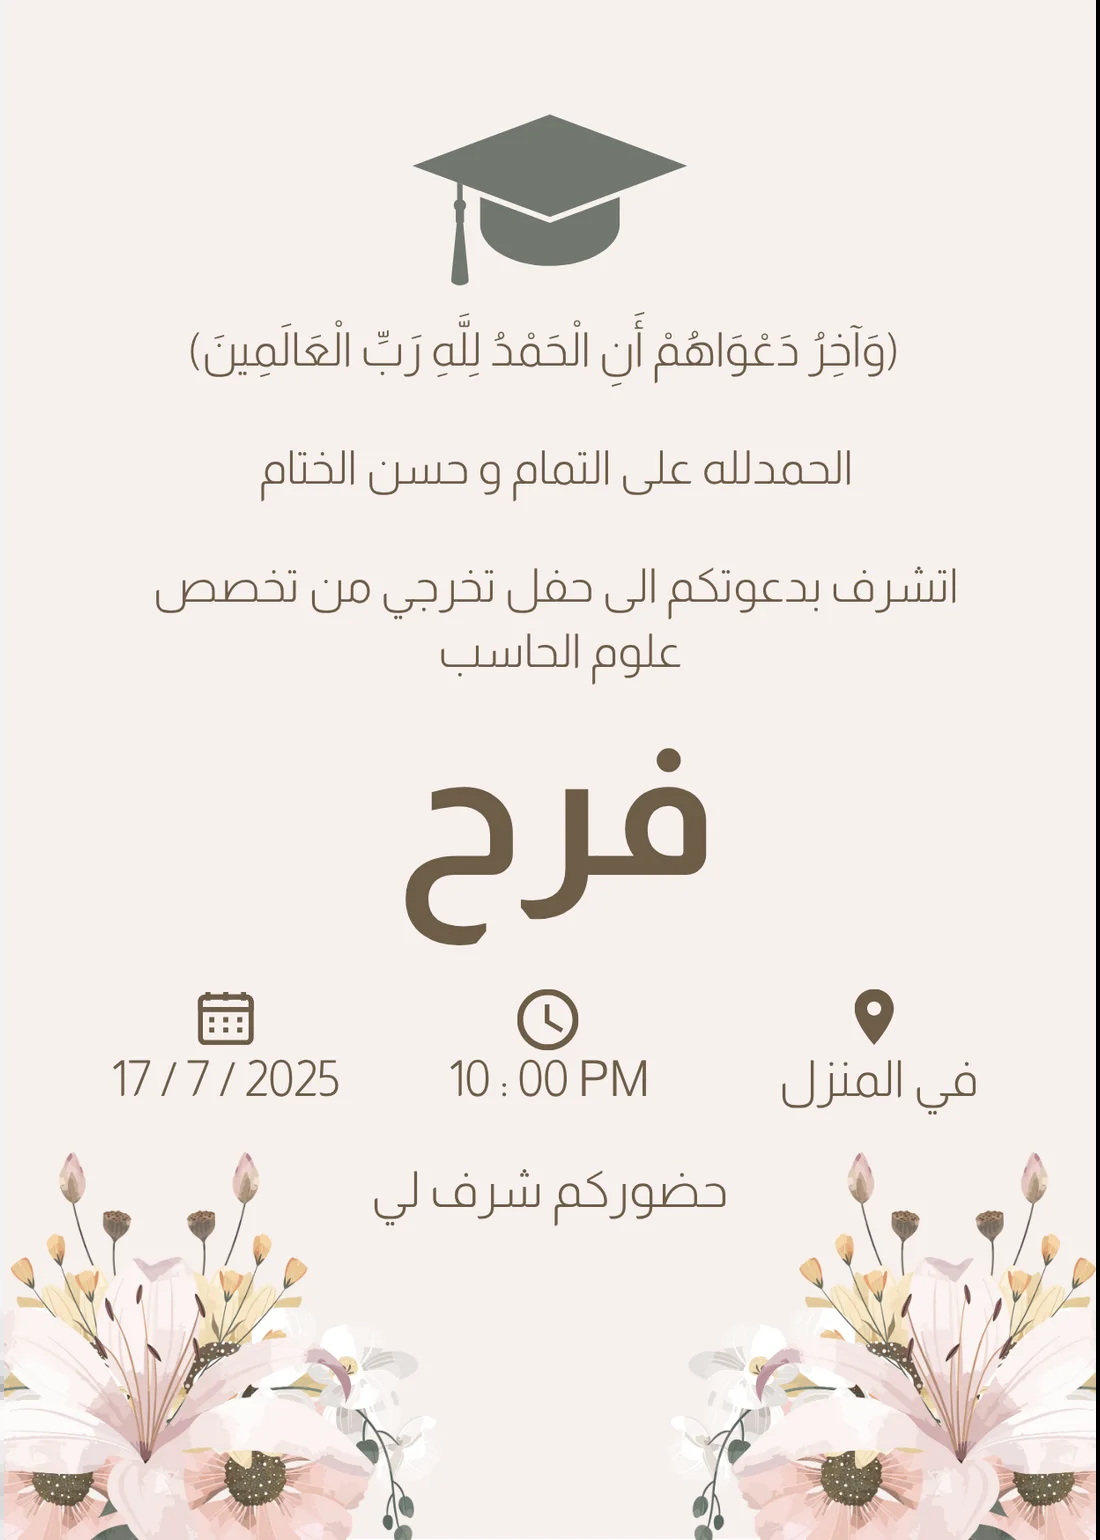 (وَآخِرُ دَعْوَاهُمْ أَنِ الْحَمْدُ لِلَّهِ رَبِّ الْعَالَمِينَ)
الحمدلله على التمام و حسن الختام
اتشرف بدعوتكم الى حفل تخرجي من تخصص
علوم الحاسب
فرح
في المنزل
10 : 00 PM
17 / 7 / 2025
حضوركم شرف لي